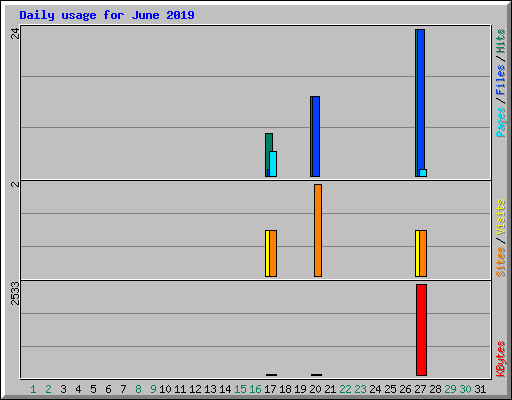 Daily usage for June 2019
24
2
2533
Pages/Files/Hits
Sites/Visits
KBytes
1 2 3 4 5 6 7 8 9 10 11 12 13 14 15 16 17 18 19 20 21 22 23 24 25 26 27 28 29 30 31